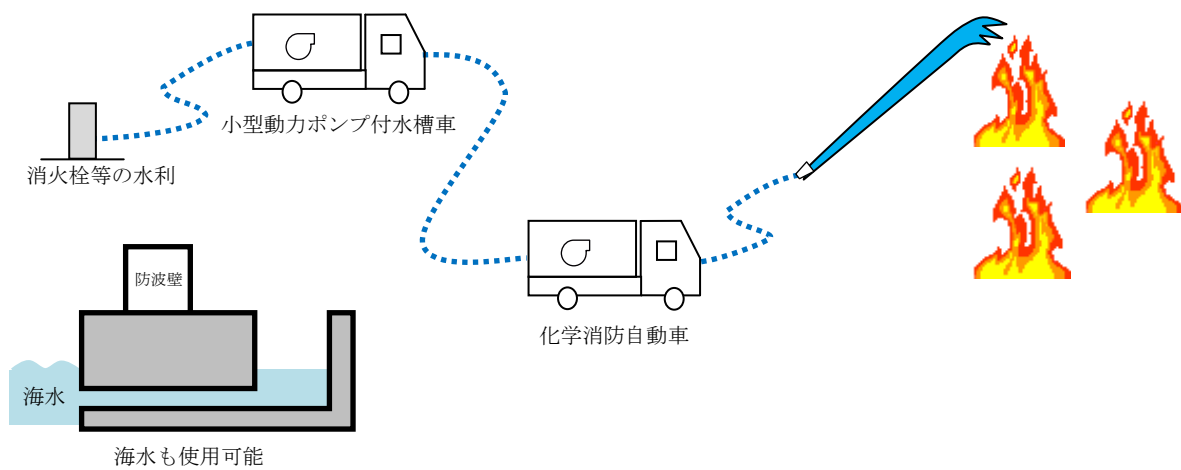 小型動力ポンプ付水槽車
消火栓等の水利
防波壁
化学消防自動車
海水
海水も使用可能